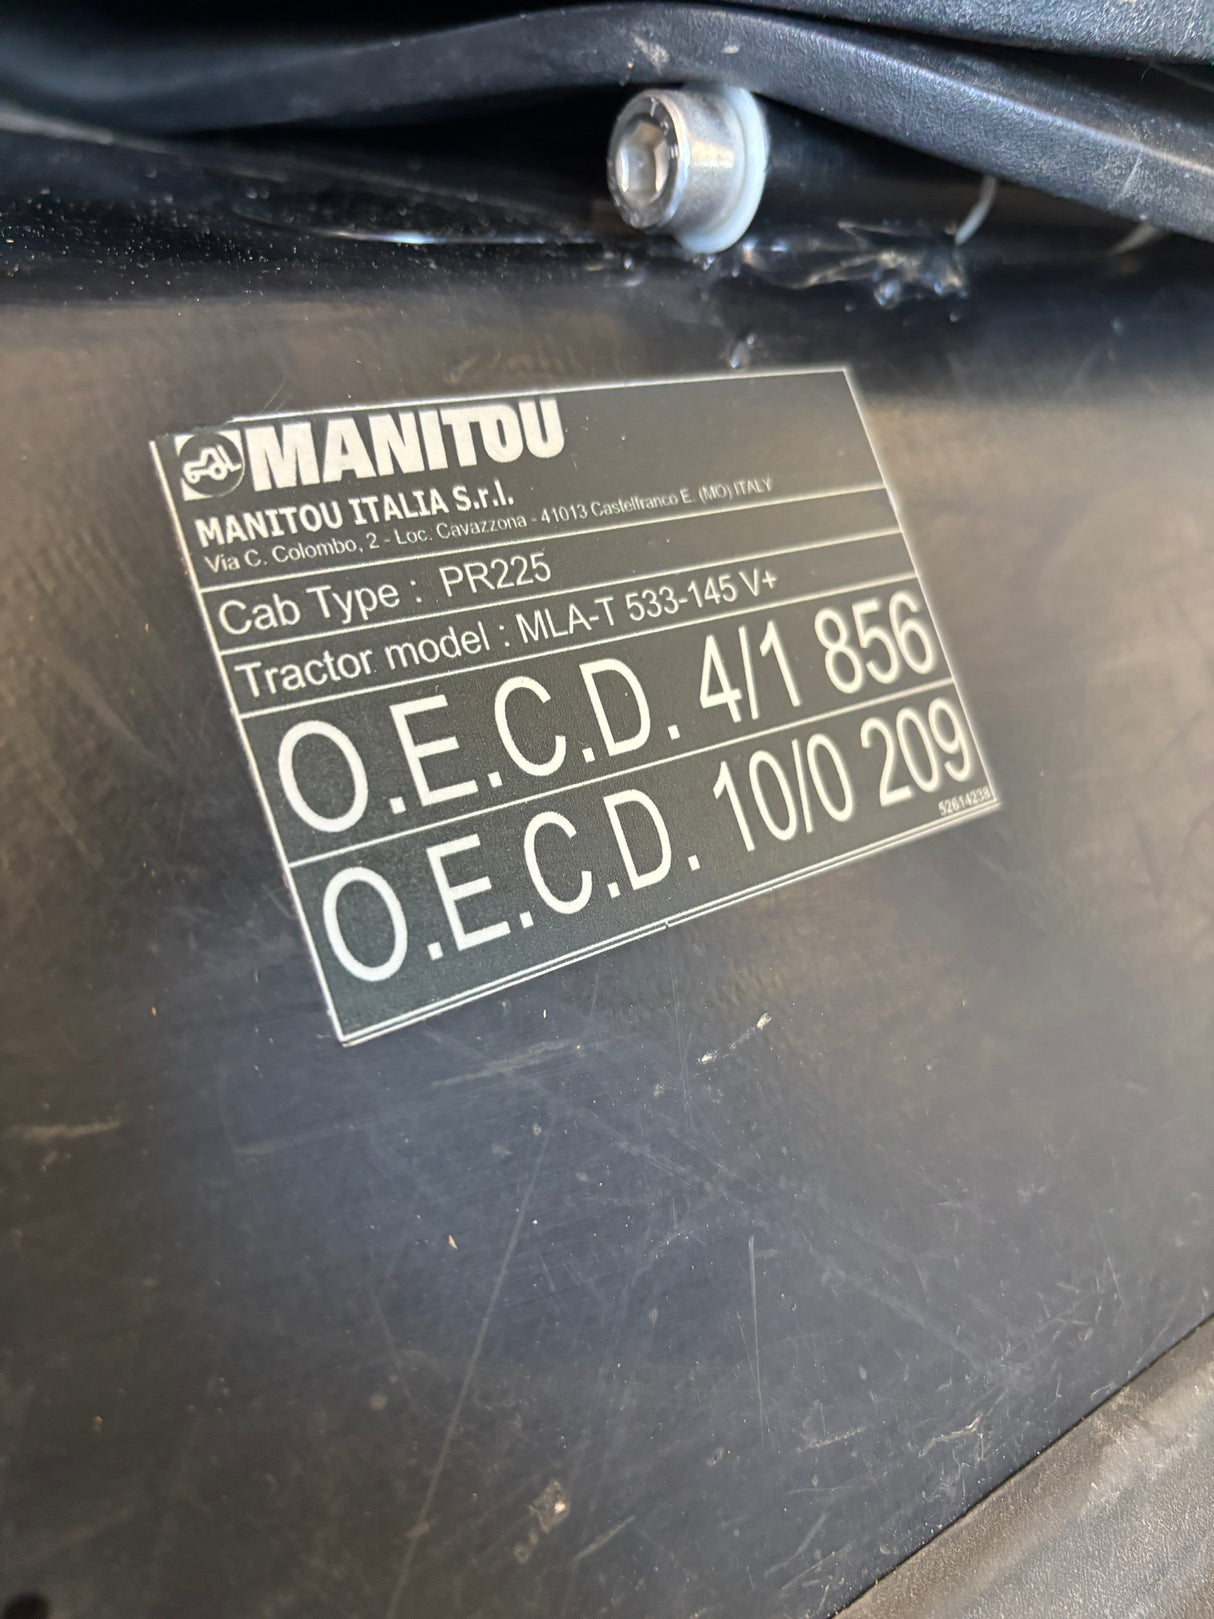 MANITOU
MANITOU ITALIA S.r.l.
Via C. Colombo, 2 - Loc. Cavazzona - 41013 Castelfranco E. (MO) ITALY
Cab Type : PR225
Tractor model : MLA-T 533-145 V+
O.E.C.D. 4/1 856
O.E.C.D. 10/0 209
52614238